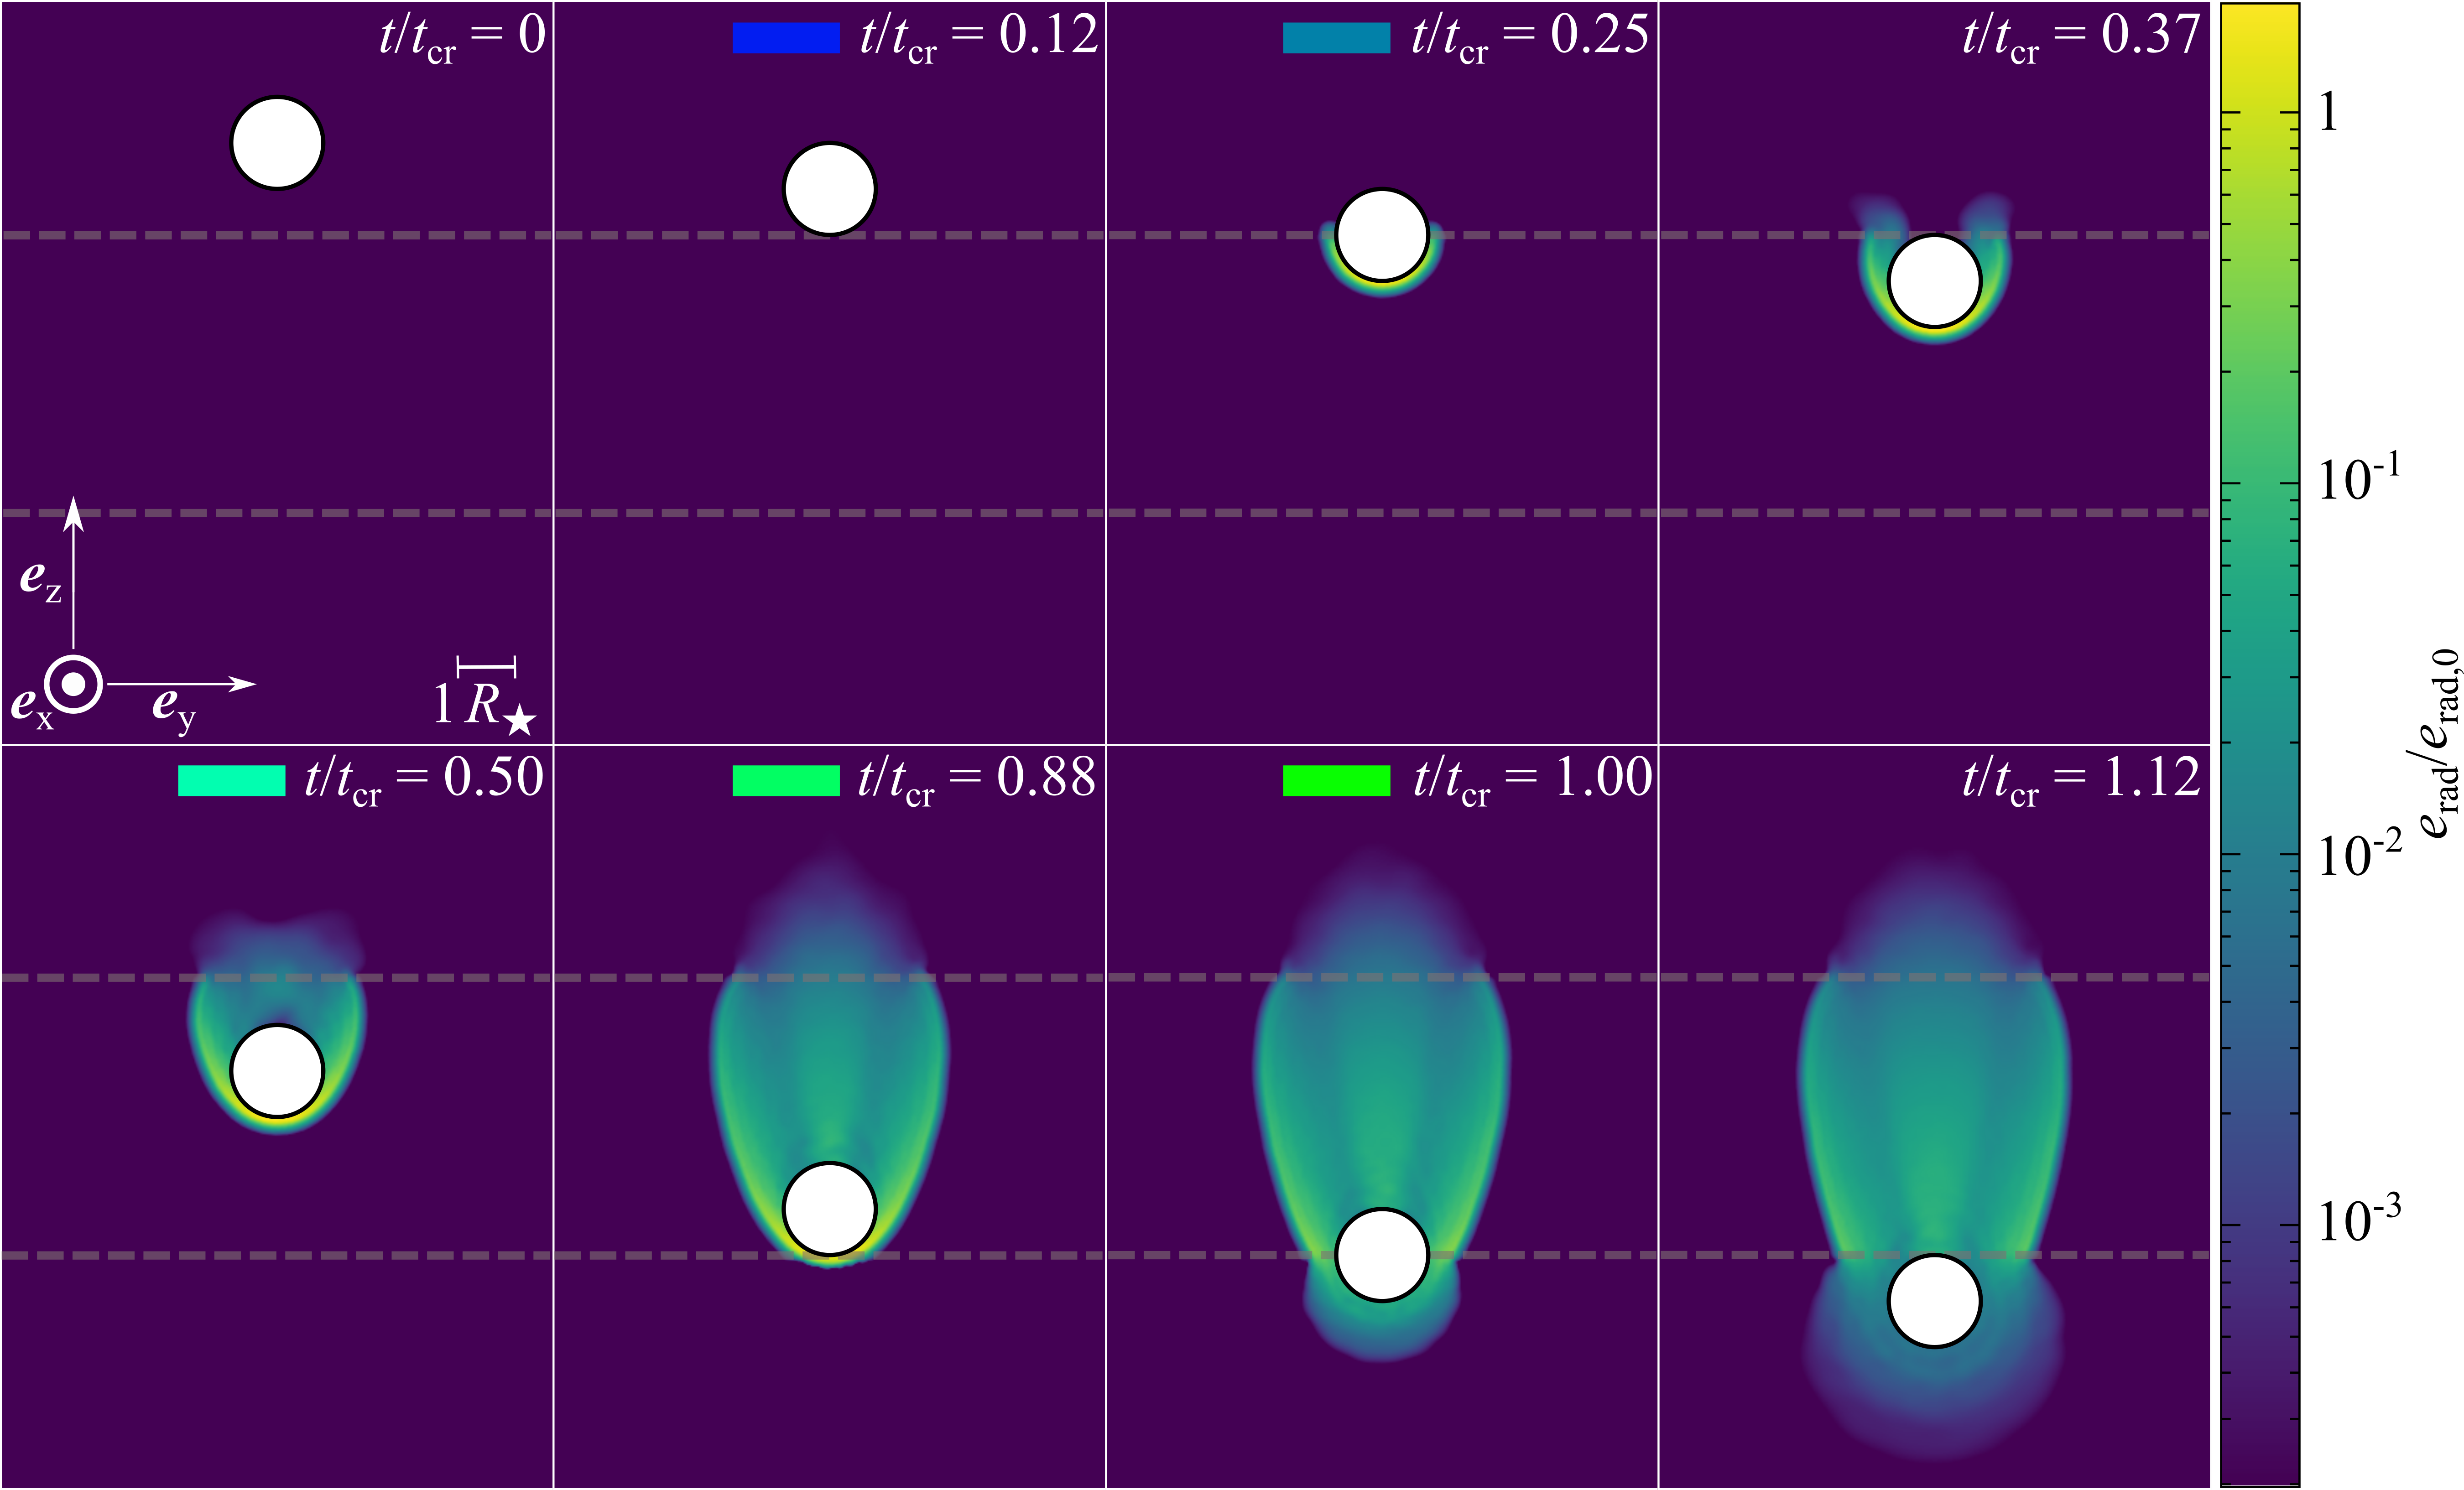 t/tcr = 0
t/tcr = 0.12
t/tcr = 0.25
t/tcr = 0.37
ez
ex
ey
1 R★
t/tcr = 0.50
t/tcr = 0.88
t/tcr = 1.00
t/tcr = 1.12
1
10-1
10-2
10-3
erad/erad,0